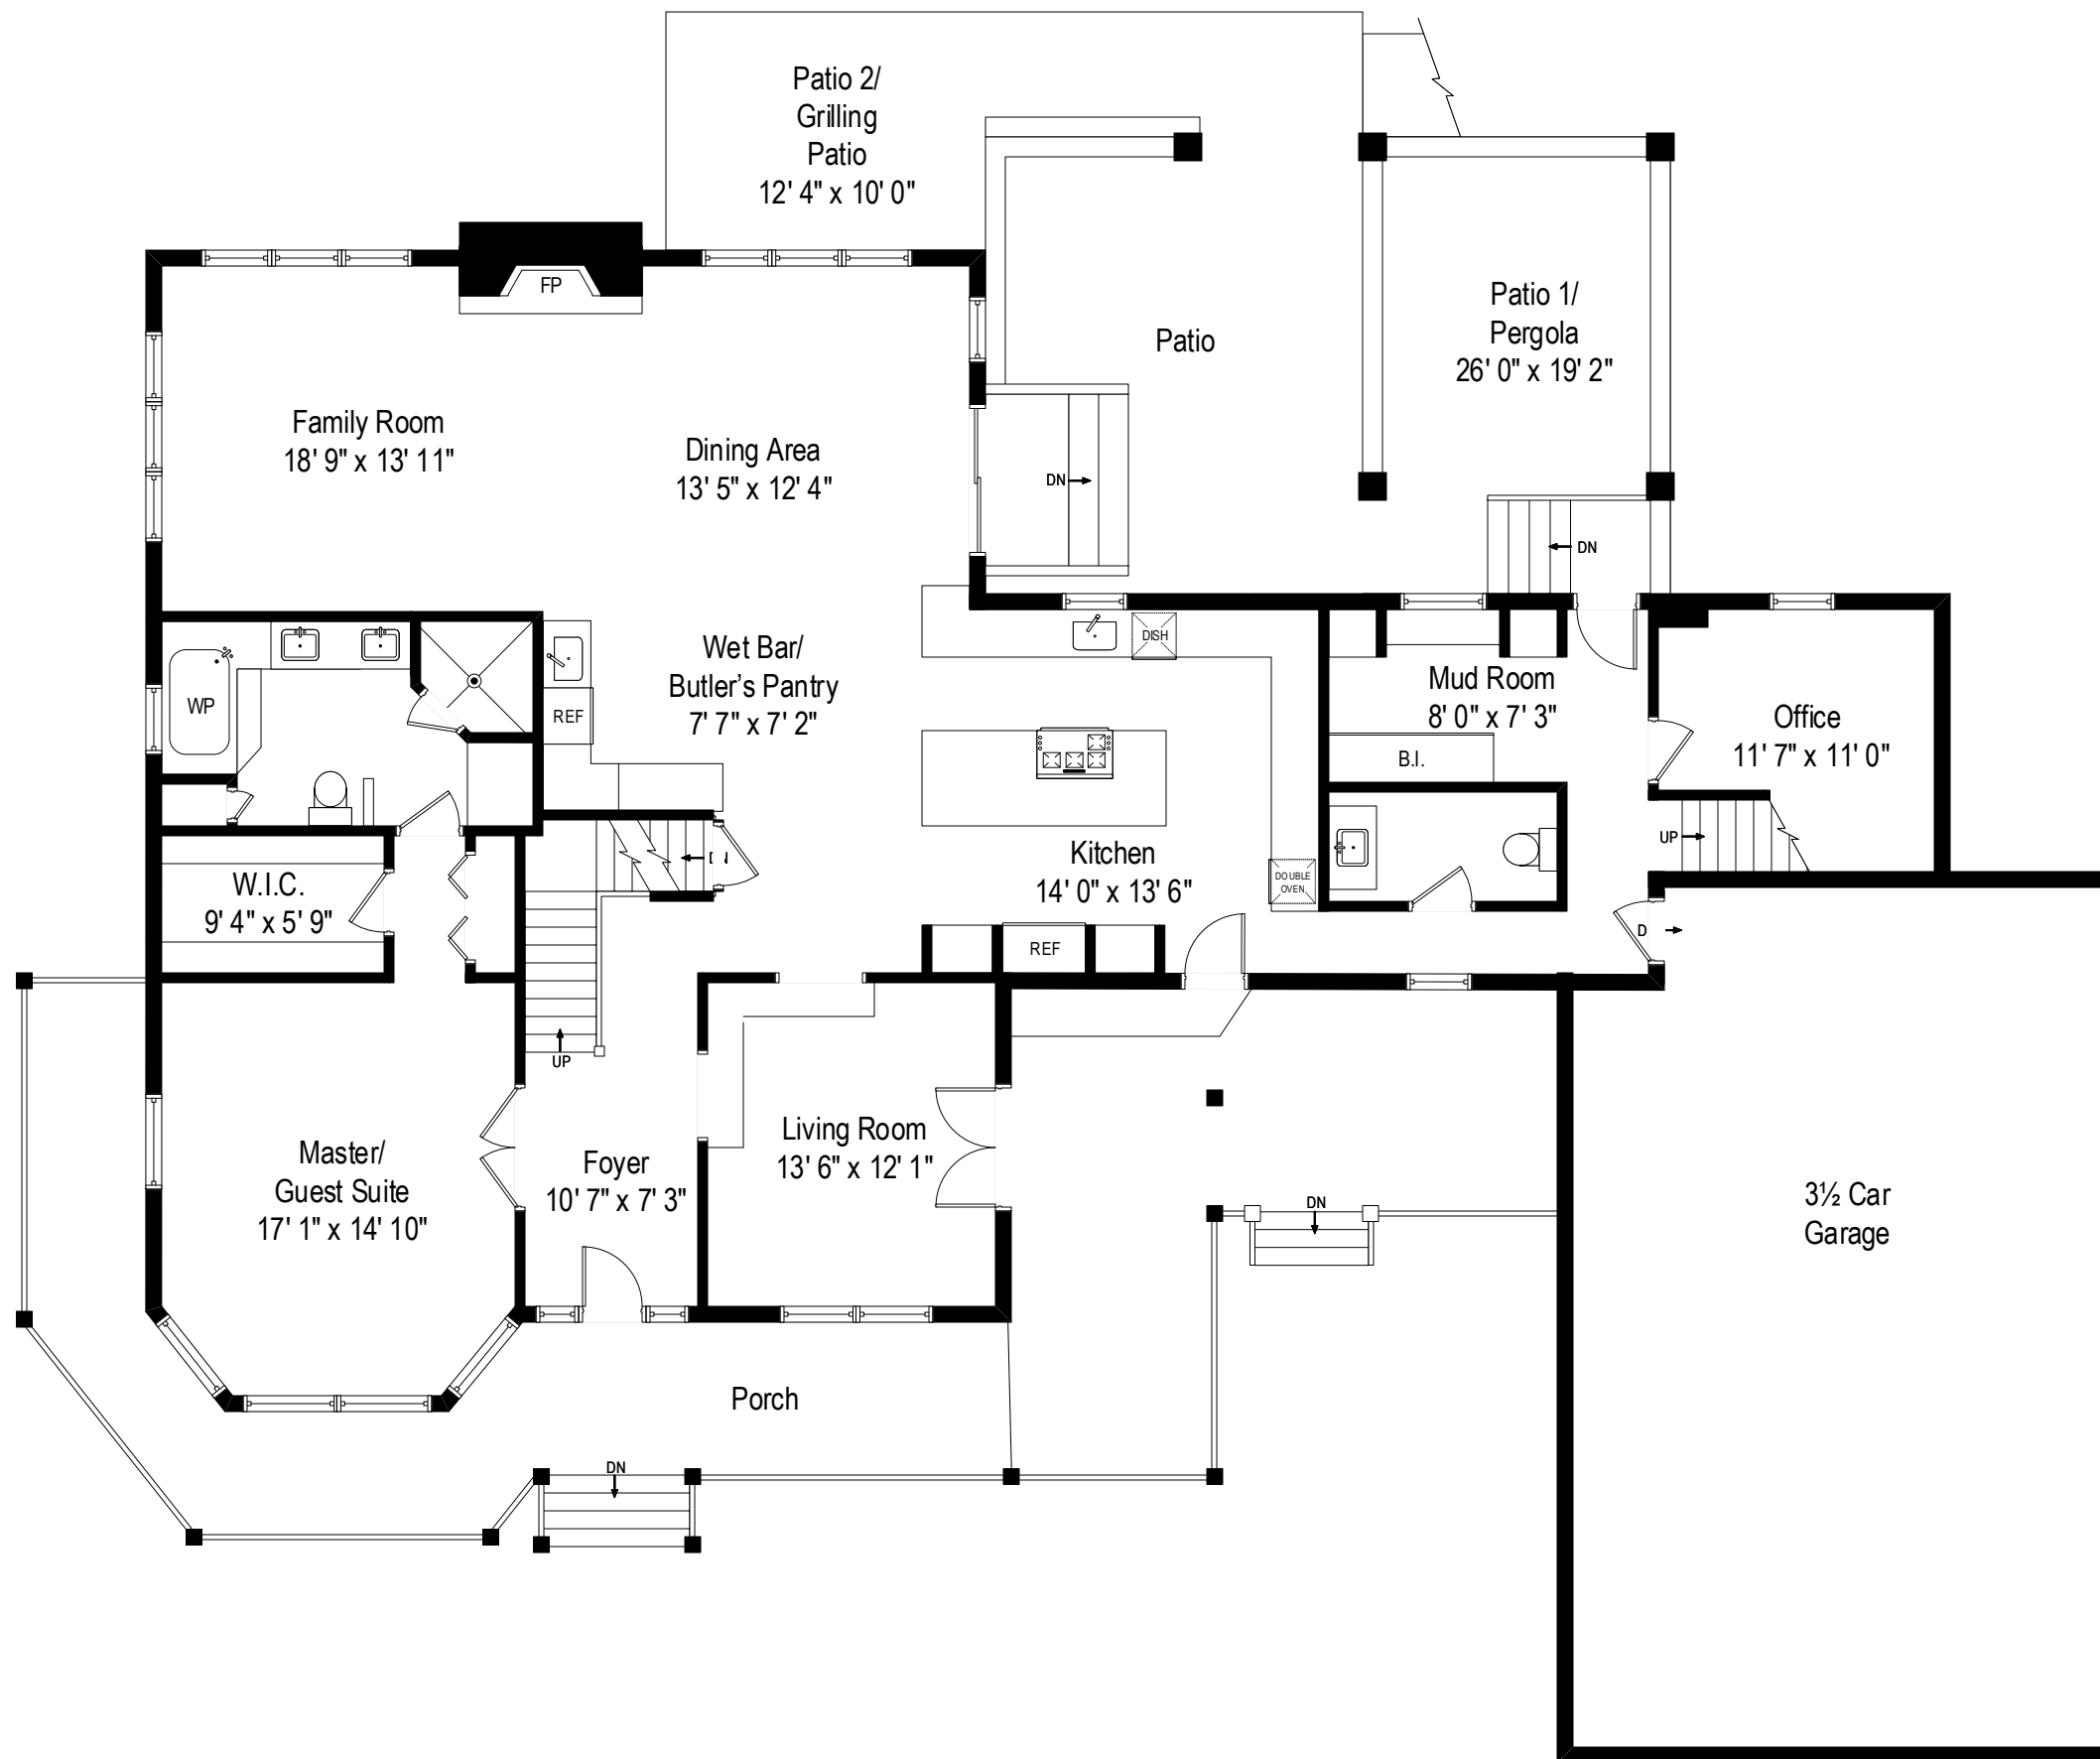 Patio 2/
Grilling
Patio
12' 4" x 10' 0"
FP
Patio
Patio 1/
Pergola
26' 0" x 19' 2"
Family Room
18' 9" x 13' 11"
Dining Area
13' 5" x 12' 4"
DN
DN
Wet Bar/
Butler's Pantry
7' 7" x 7' 2"
DISH
WP
REF
Mud Room
8' 0" x 7' 3"
B.I.
Office
11' 7" x 11' 0"
UP
Kitchen
14' 0" x 13' 6"
DOUBLE
OVEN
W.I.C.
9' 4" x 5' 9"
REF
D
UP
Living Room
13' 6" x 12' 1"
Master/
Guest Suite
17' 1" x 14' 10"
Foyer
10' 7" x 7' 3"
DN
3½ Car
Garage
Porch
DN